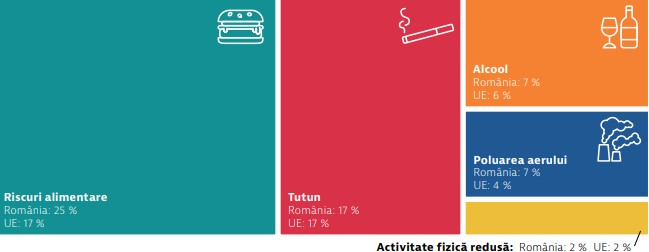 Riscuri alimentare
România: 25 %
UE: 17 %
Tutun
România: 17 %
UE: 17 %
Alcool
România: 7 %
UE: 6 %
Poluarea aerului
România: 7 %
UE: 4 %
Activitate fizică redusă: România: 2 % UE: 2 %